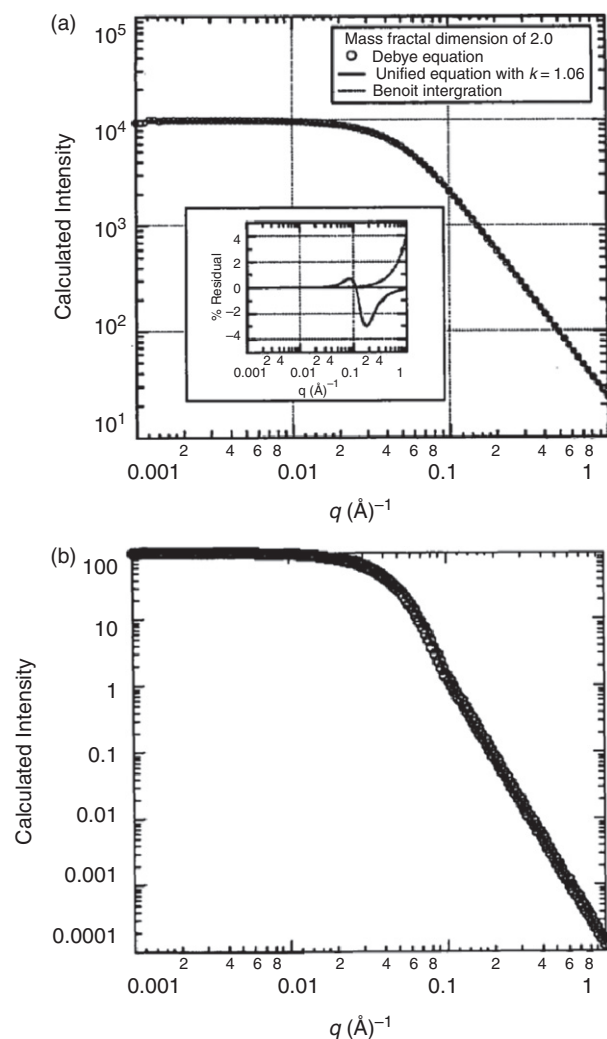 (a)
10^5
10^4
10^3
10^2
10^1
Calculated Intensity
Mass fractal dimension of 2.0
Debye equation
Unified equation with k = 1.06
Benoit intergration
% Residual
4
2
0
−2
−4
2 4 2 4 2 4
0.001 0.01 0.1 1
q (Å)^−1
2 4 6 8 2 4 6 8 2 4 6 8
0.001 0.01 0.1 1
q (Å)^−1
(b)
100
10
1
0.1
0.01
0.001
0.0001
Calculated Intensity
2 4 6 8 2 4 6 8 2 4 6 8
0.001 0.01 0.1 1
q (Å)^−1